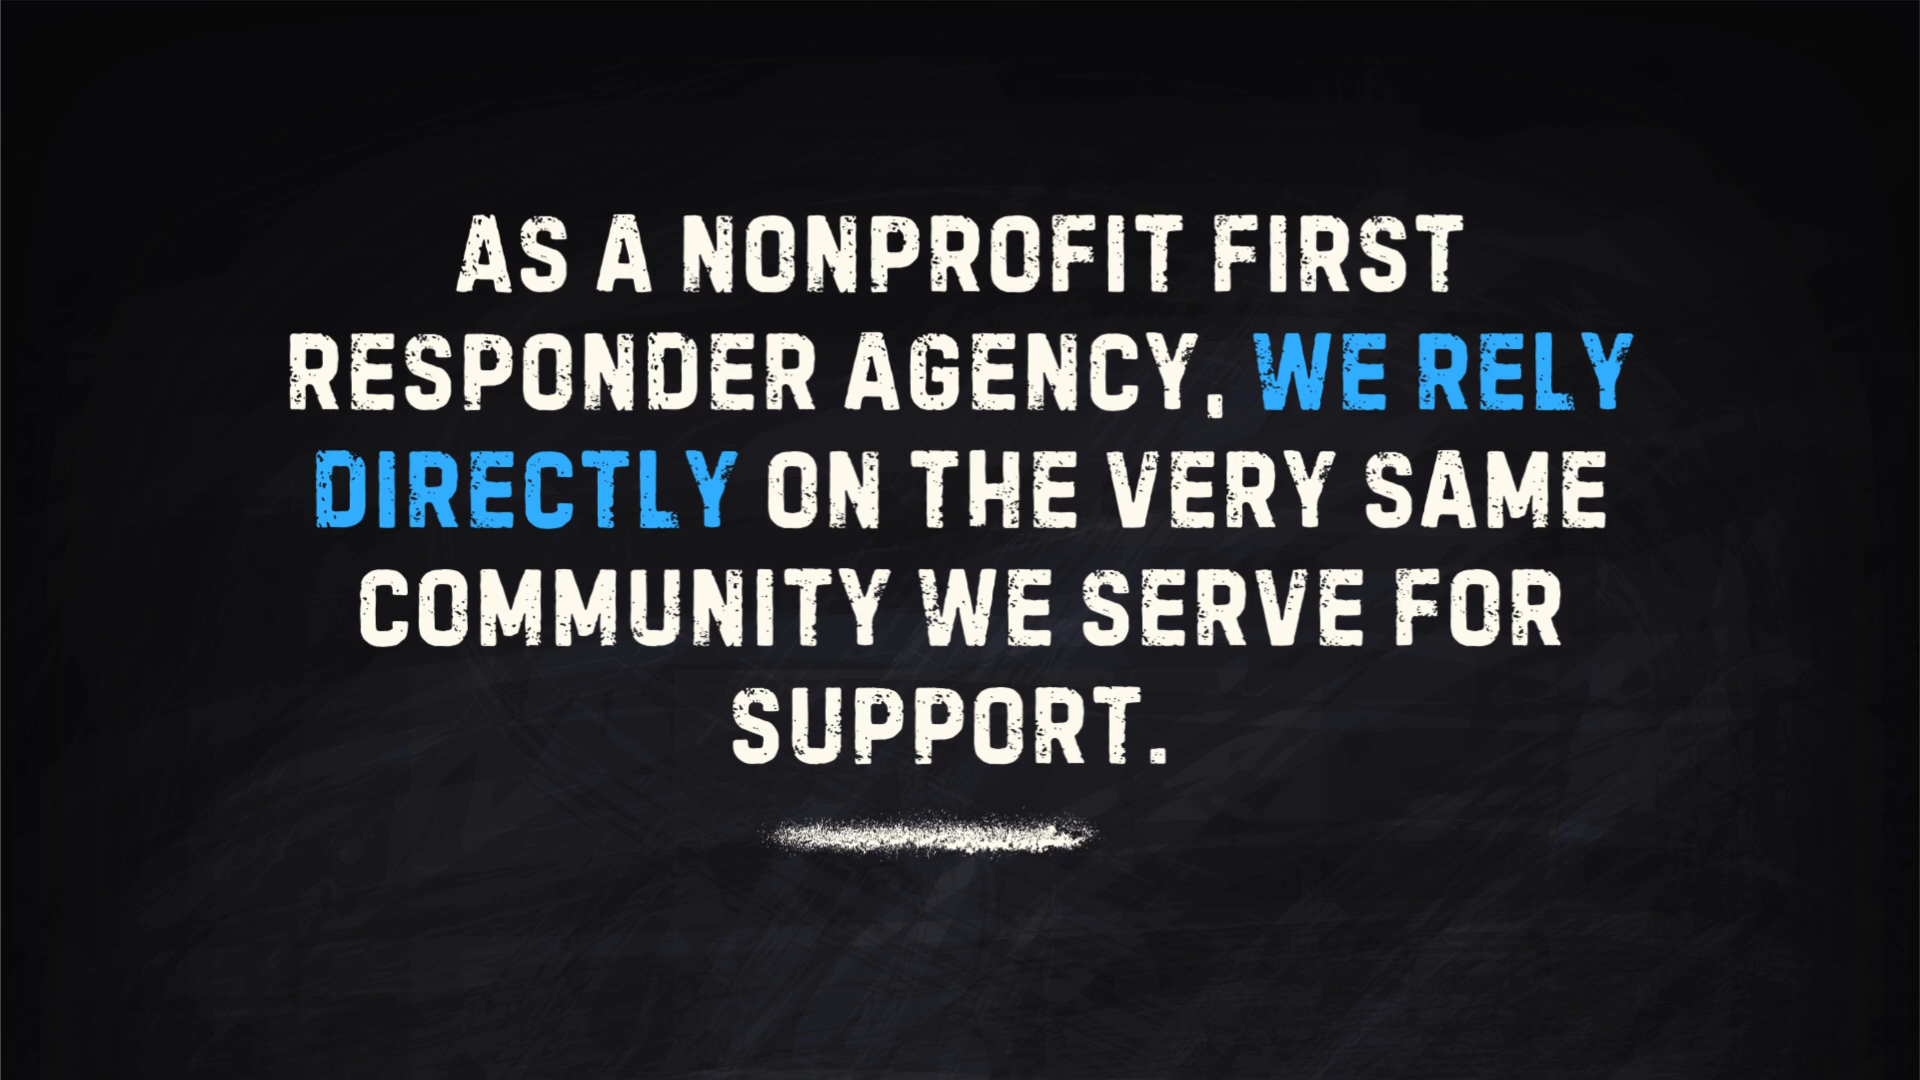 AS A NONPROFIT FIRST
RESPONDER AGENCY, WE RELY
DIRECTLY ON THE VERY SAME
COMMUNITY WE SERVE FOR
SUPPORT.